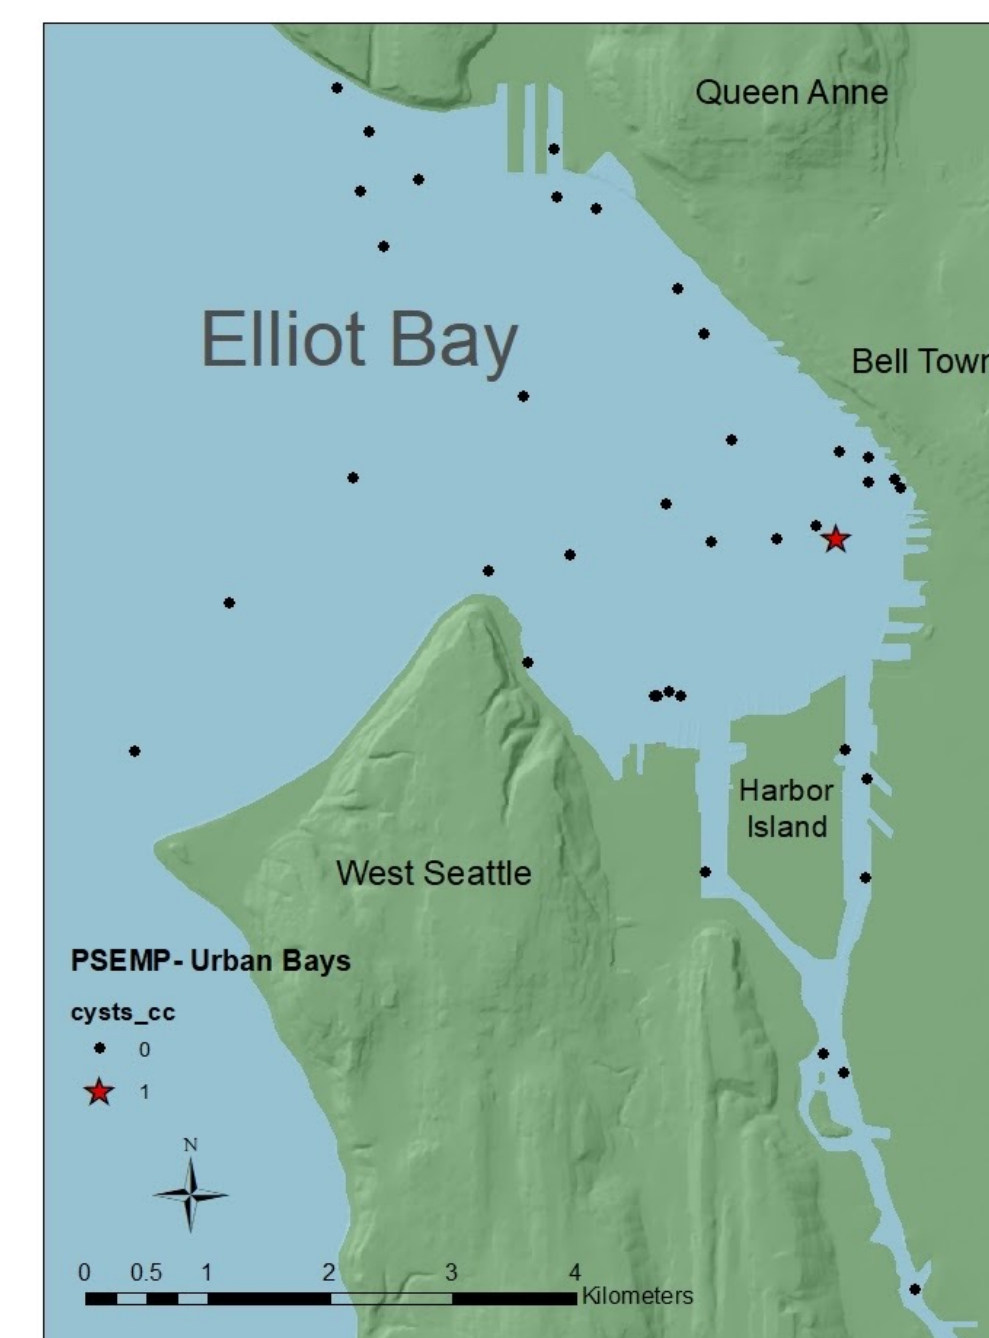 Queen Anne
Elliot Bay
Bell Town
Harbor
Island
West Seattle
PSEMP- Urban Bays
cysts_cc
0
1
N
0 0.5 1 2 3 4
Kilometers